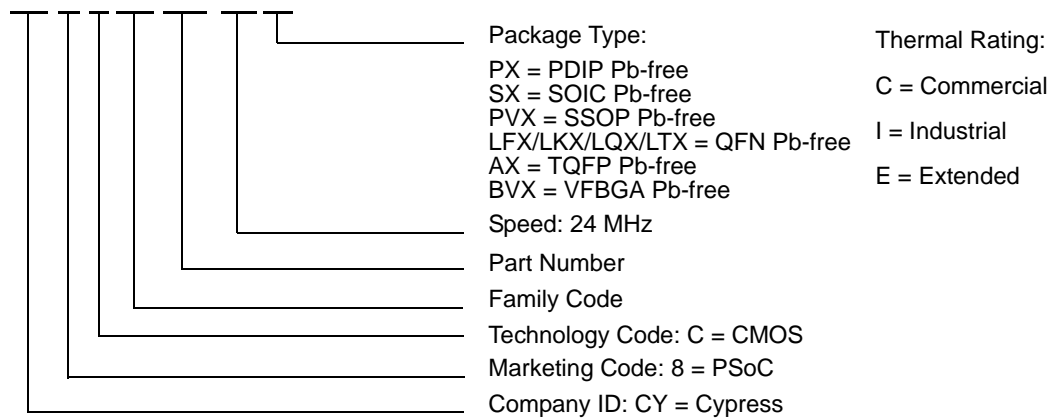 Package Type:
PX = PDIP Pb-free
SX = SOIC Pb-free
PVX = SSOP Pb-free
LFX/LKX/LQX/LTX = QFN Pb-free
AX = TQFP Pb-free
BVX = VFBGA Pb-free
Speed: 24 MHz
Part Number
Family Code
Technology Code: C = CMOS
Marketing Code: 8 = PSoC
Company ID: CY = Cypress
Thermal Rating:
C = Commercial
I = Industrial
E = Extended